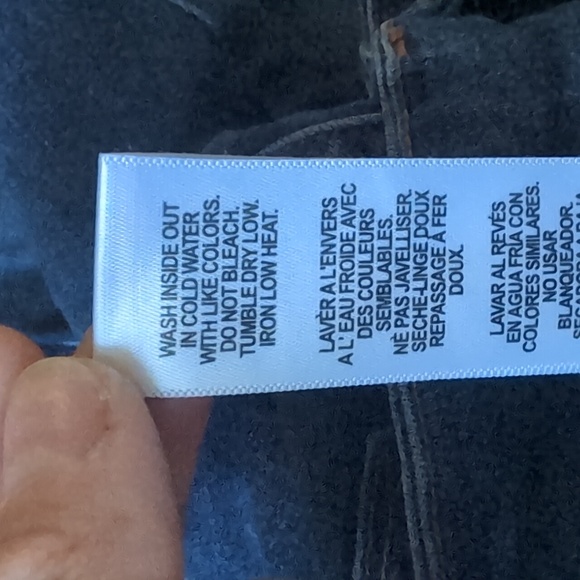 WASH INSIDE OUT
IN COLD WATER
WITH LIKE COLORS.
DO NOT BLEACH.
TUMBLE DRY LOW.
IRON LOW HEAT.
LAVER A L'ENVERS
A L' EAU FROIDE AVEC
DES COULEURS
SEMBLABLES.
NÈ PAS JAVELLISER.
SECHE-LINGE DOUX
REPASSAGE À FER
DOUX.
LAVAR AL REVÉS
EN AGUA FRIA CON
COLORES SIMILARES.
NO USAR
BLANQUEADOR.